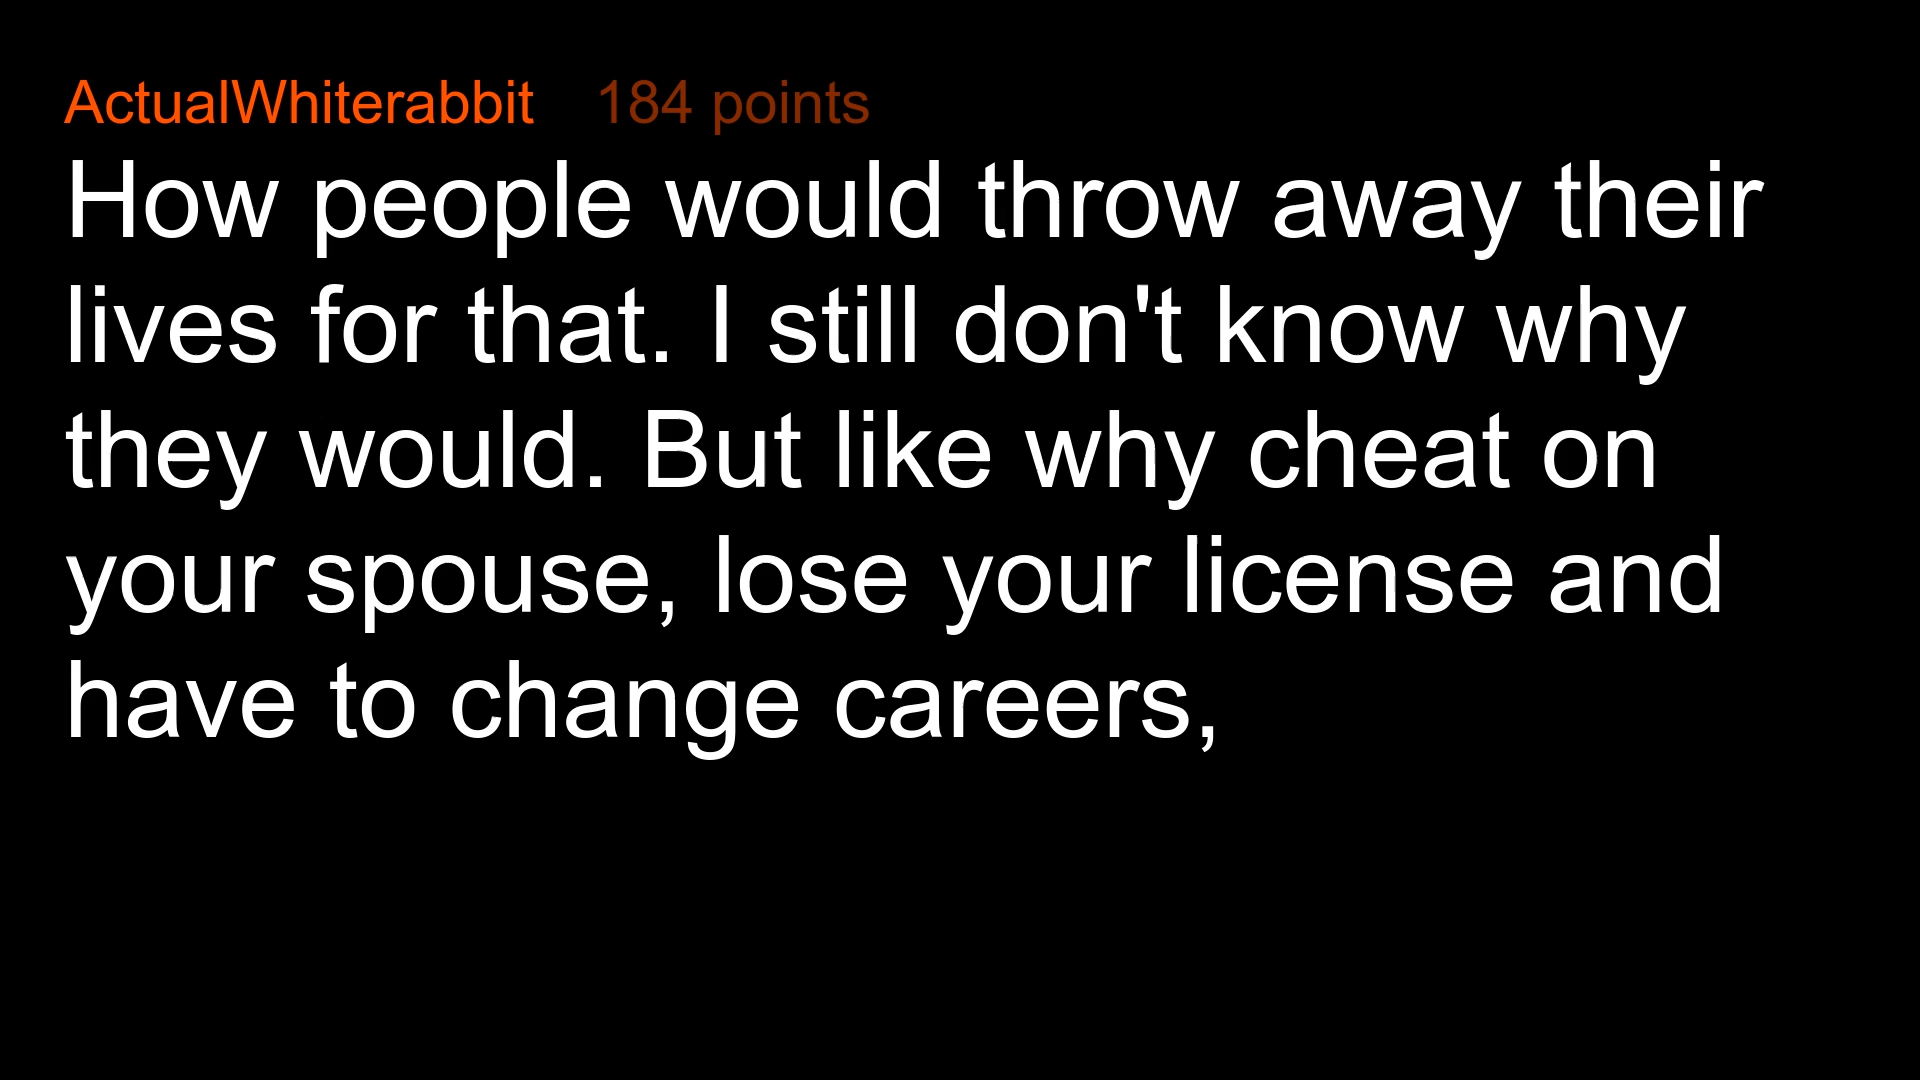 ActualWhiterabbit 184 points
How people would throw away their
lives for that. I still don't know why
they would. But like why cheat on
your spouse, lose your license and
have to change careers,